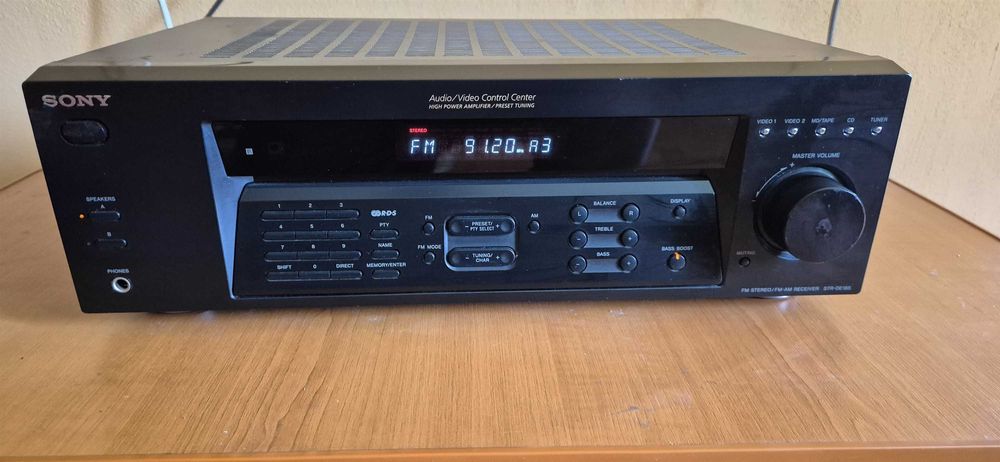 SONY
Audio/Video Control Center
HIGH POWER AMPLIFIER / PRESET TUNING
STEREO
FM 91.20 m A3
VIDEO 1 VIDEO 2 MD/TAPE CD TUNER
MASTER VOLUME
- +
SPEAKERS
A
B
PHONES
1 2 3
4 5 6
7 8 9
SHIFT 0 DIRECT
R·D·S
PTY
NAME
MEMORY/ENTER
FM
FM MODE
- PRESET/ PTY SELECT +
- TUNING/ CHAR +
AM
BALANCE
L R
TREBLE
- +
BASS
- +
DISPLAY
BASS BOOST
MUTING
FM STEREO/FM-AM RECEIVER STR-DE185